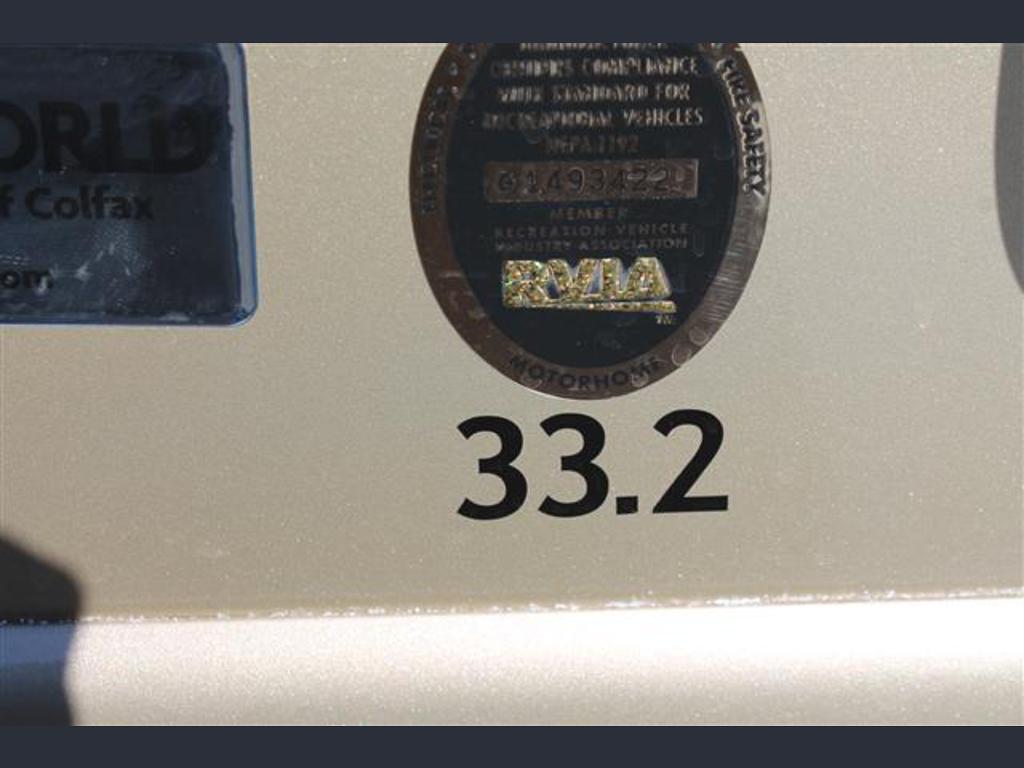 ORLD
f Colfax
om
COMPLIANCE
WITH STANDARD FOR
RECREATIONAL VEHICLES
NFPA 1192
FIRE SAFETY
MEMBER
RECREATION VEHICLE
INDUSTRY ASSOCIATION
RVIA
TM
MOTORHOME
33.2